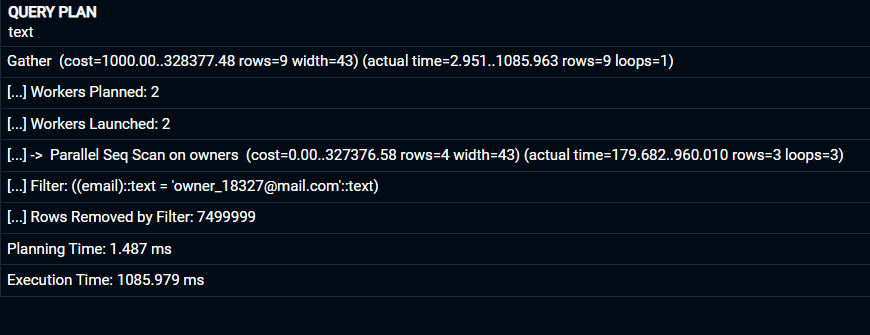 QUERY PLAN
text
Gather  (cost=1000.00..328377.48 rows=9 width=43) (actual time=2.951..1085.963 rows=9 loops=1)
[...] Workers Planned: 2
[...] Workers Launched: 2
[...] ->  Parallel Seq Scan on owners  (cost=0.00..327376.58 rows=4 width=43) (actual time=179.682..960.010 rows=3 loops=3)
[...] Filter: ((email)::text = 'owner_18327@mail.com'::text)
[...] Rows Removed by Filter: 7499999
Planning Time: 1.487 ms
Execution Time: 1085.979 ms